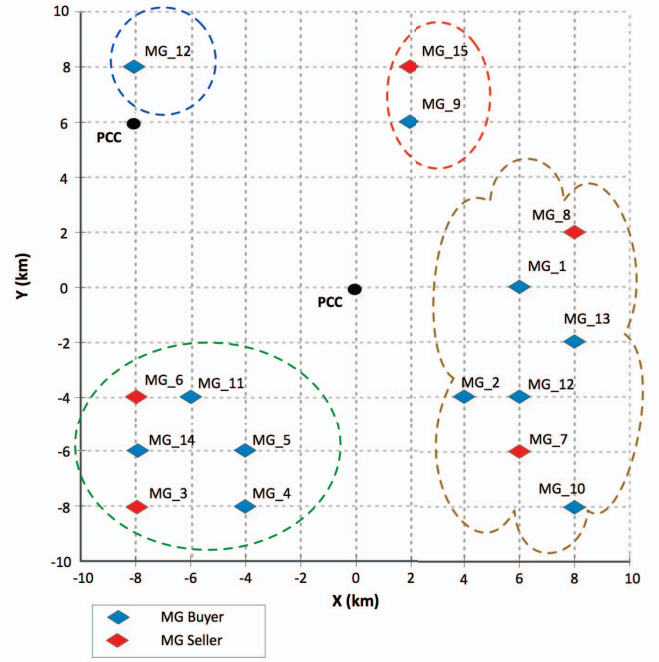 10
MG_12
MG_15
8
MG_9
6
PCC
4
MG_8
2
MG_1
0
PCC
MG_13
-2
MG_6
MG_11
MG_2
MG_12
-4
MG_14
MG_5
MG_7
-6
MG_3
MG_4
MG_10
-8
-10
Y (km)
-10 -8 -6 -4 -2 0 2 4 6 8 10
X (km)
MG Buyer
MG Seller